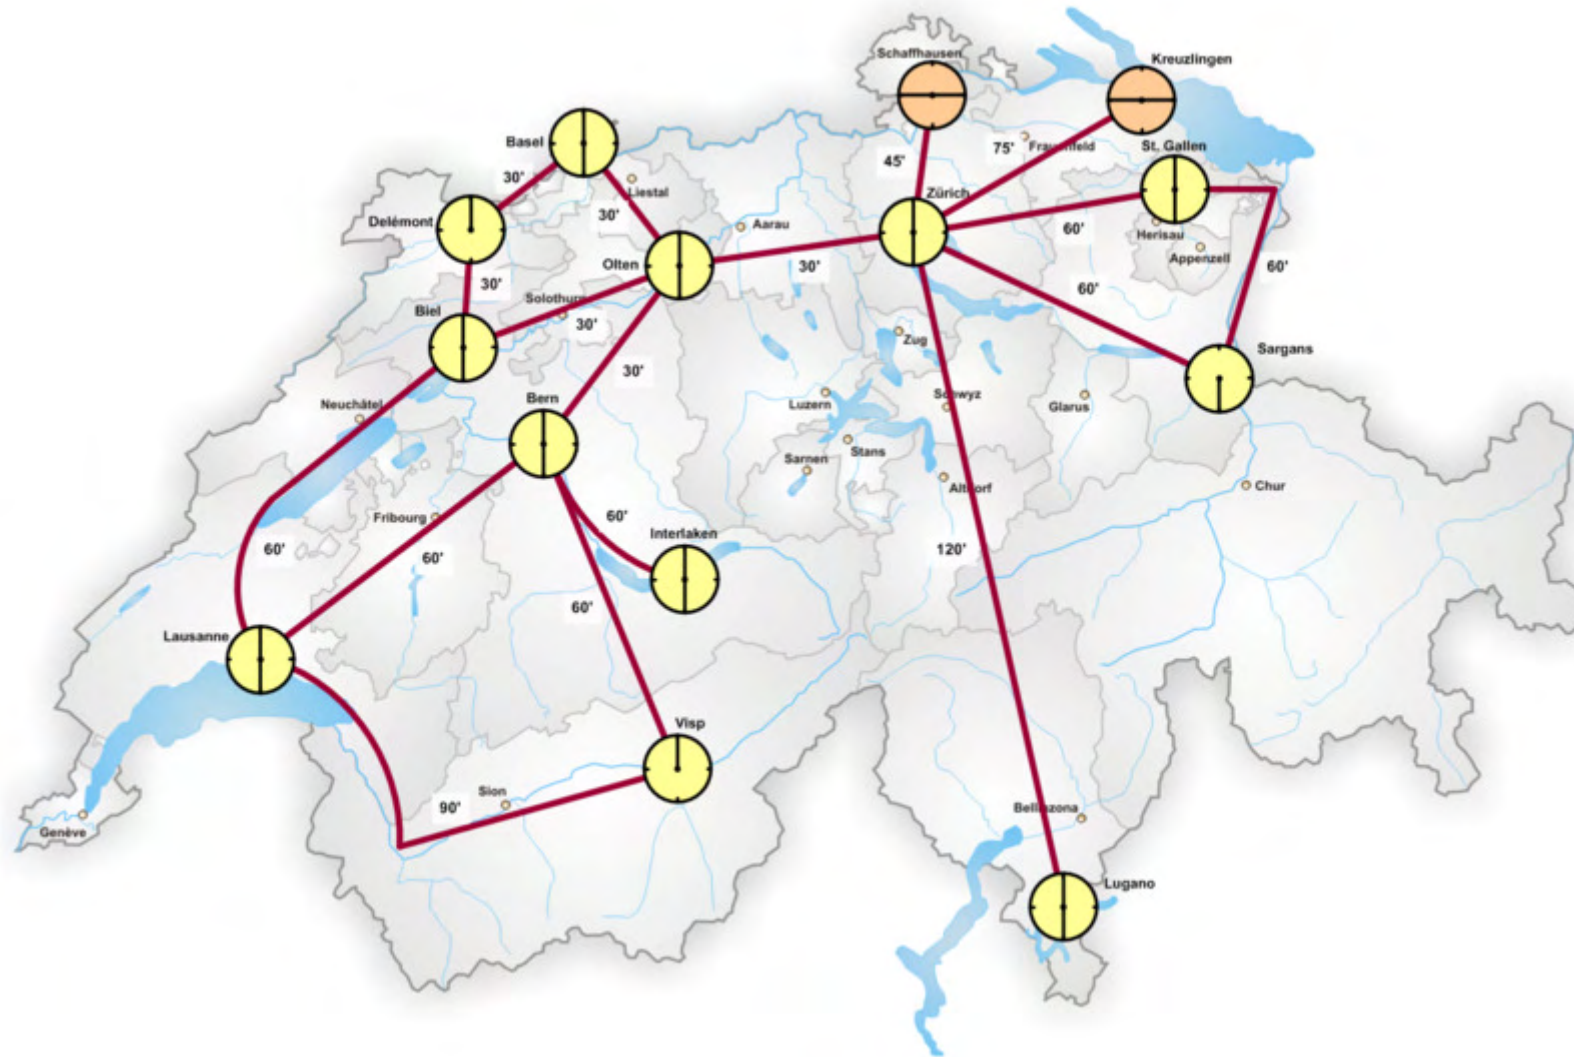 Schaffhausen
Kreuzlingen
Basel
45'
75'
Frauenfeld
St. Gallen
30'
Liestal
Zürich
Delémont
30'
Aarau
60'
Herisau
Appenzell
Olten
30'
60'
60'
30'
Solothurn
Biel
30'
Zug
Sargans
30'
Bern
Neuchâtel
Luzern
Schwyz
Glarus
Stans
Sarnen
Altdorf
Chur
Fribourg
60'
Interlaken
60'
60'
120'
60'
Lausanne
Visp
Sion
90'
Bellinzona
Genève
Lugano